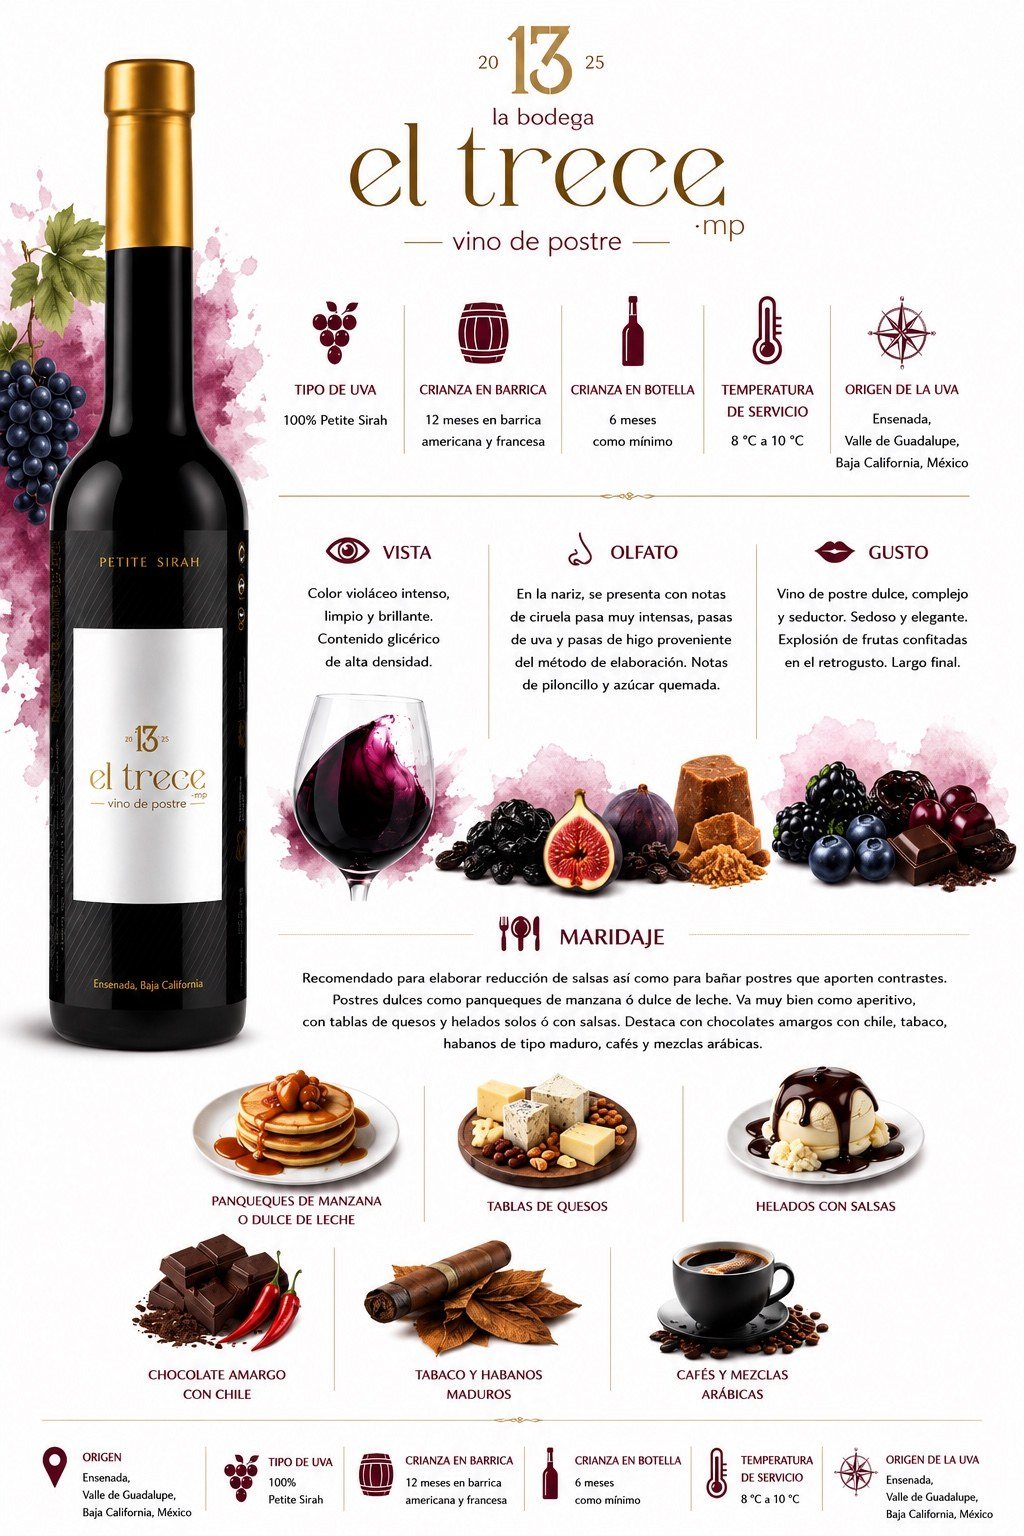 20 13 25
la bodega
el trece
·mp
vino de postre
TIPO DE UVA
100% Petite Sirah
CRIANZA EN BARRICA
12 meses en barrica
americana y francesa
CRIANZA EN BOTELLA
6 meses
como mínimo
TEMPERATURA
DE SERVICIO
8 °C a 10 °C
ORIGEN DE LA UVA
Ensenada,
Valle de Guadalupe,
Baja California, México
PETITE SIRAH
20 13 25
el trece
·mp
vino de postre
Ensenada, Baja California
VISTA
Color violáceo intenso,
limpio y brillante.
Contenido glicérico
de alta densidad.
OLFATO
En la nariz, se presenta con notas
de ciruela pasa muy intensas, pasas
de uva y pasas de higo proveniente
del método de elaboración. Notas
de piloncillo y azúcar quemada.
GUSTO
Vino de postre dulce, complejo
y seductor. Sedoso y elegante.
Explosión de frutas confitadas
en el retrogusto. Largo final.
MARIDAJE
Recomendado para elaborar reducción de salsas así como para bañar postres que aporten contrastes.
Postres dulces como panqueques de manzana ó dulce de leche. Va muy bien como aperitivo,
con tablas de quesos y helados solos ó con salsas. Destaca con chocolates amargos con chile, tabaco,
habanos de tipo maduro, cafés y mezclas arábicas.
PANQUEQUES DE MANZANA
O DULCE DE LECHE
TABLAS DE QUESOS
HELADOS CON SALSAS
CHOCOLATE AMARGO
CON CHILE
TABACO Y HABANOS
MADUROS
CAFÉS Y MEZCLAS
ARÁBICAS
ORIGEN
Ensenada,
Valle de Guadalupe,
Baja California, México
TIPO DE UVA
100%
Petite Sirah
CRIANZA EN BARRICA
12 meses en barrica
americana y francesa
CRIANZA EN BOTELLA
6 meses
como mínimo
TEMPERATURA
DE SERVICIO
8 °C a 10 °C
ORIGEN DE LA UVA
Ensenada,
Valle de Guadalupe,
Baja California, México